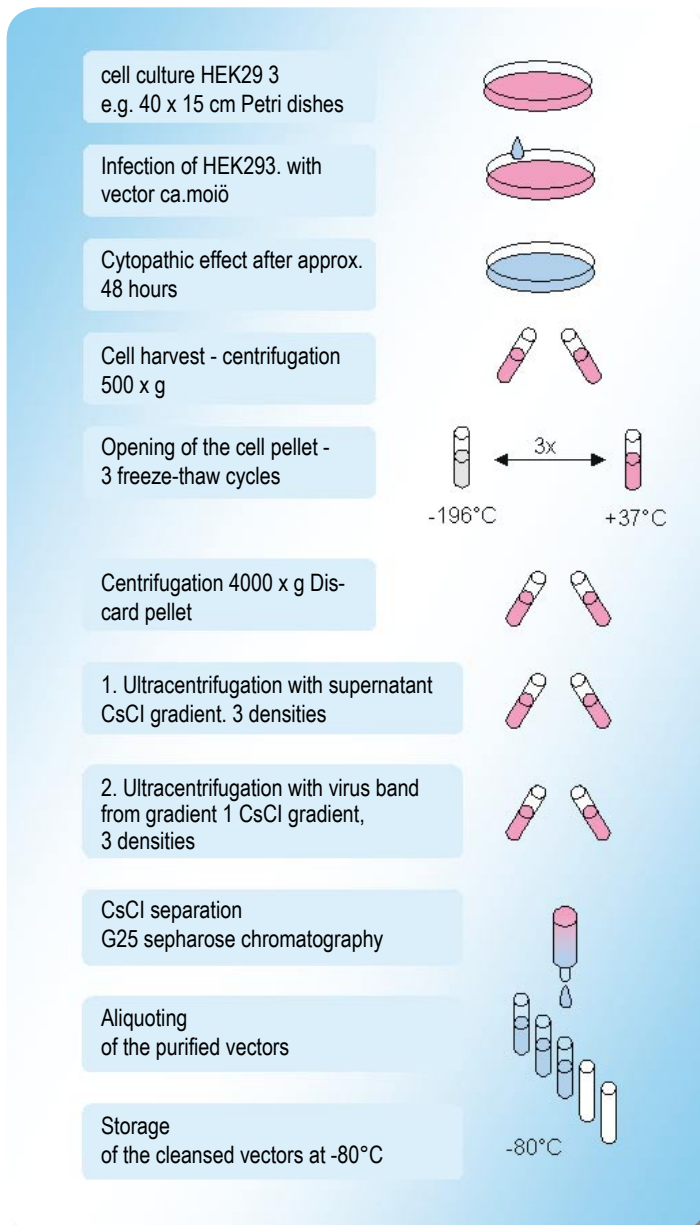 cell culture HEK29 3
e.g. 40 x 15 cm Petri dishes
Infection of HEK293. with
vector ca.moiö
Cytopathic effect after approx.
48 hours
Cell harvest - centrifugation
500 x g
Opening of the cell pellet -
3 freeze-thaw cycles
3x
-196°C
+37°C
Centrifugation 4000 x g Dis-
card pellet
1. Ultracentrifugation with supernatant
CsCI gradient. 3 densities
2. Ultracentrifugation with virus band
from gradient 1 CsCI gradient,
3 densities
CsCI separation
G25 sepharose chromatography
Aliquoting
of the purified vectors
Storage
of the cleansed vectors at -80°C
-80°C